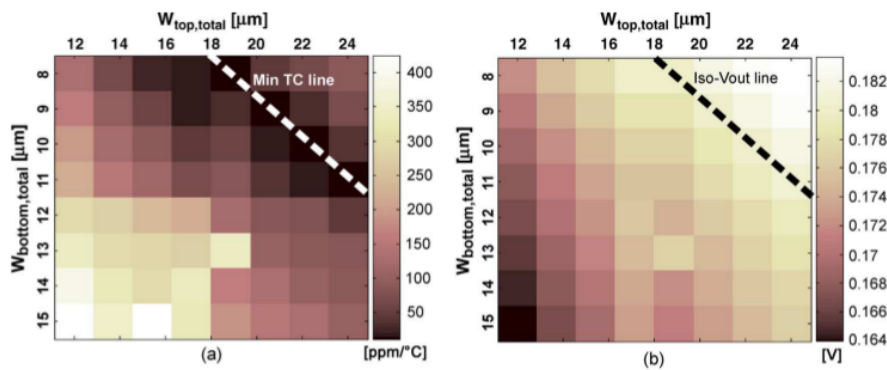 W_top,total [μm]
12 14 16 18 20 22 24
8 9 10 11 12 13 14 15
W_bottom,total [μm]
Min TC line
400
350
300
250
200
150
100
50
[ppm/°C]
(a)
W_top,total [μm]
12 14 16 18 20 22 24
8 9 10 11 12 13 14 15
W_bottom,total [μm]
Iso-Vout line
0.182
0.18
0.178
0.176
0.174
0.172
0.170
0.168
0.166
0.164
[V]
(b)